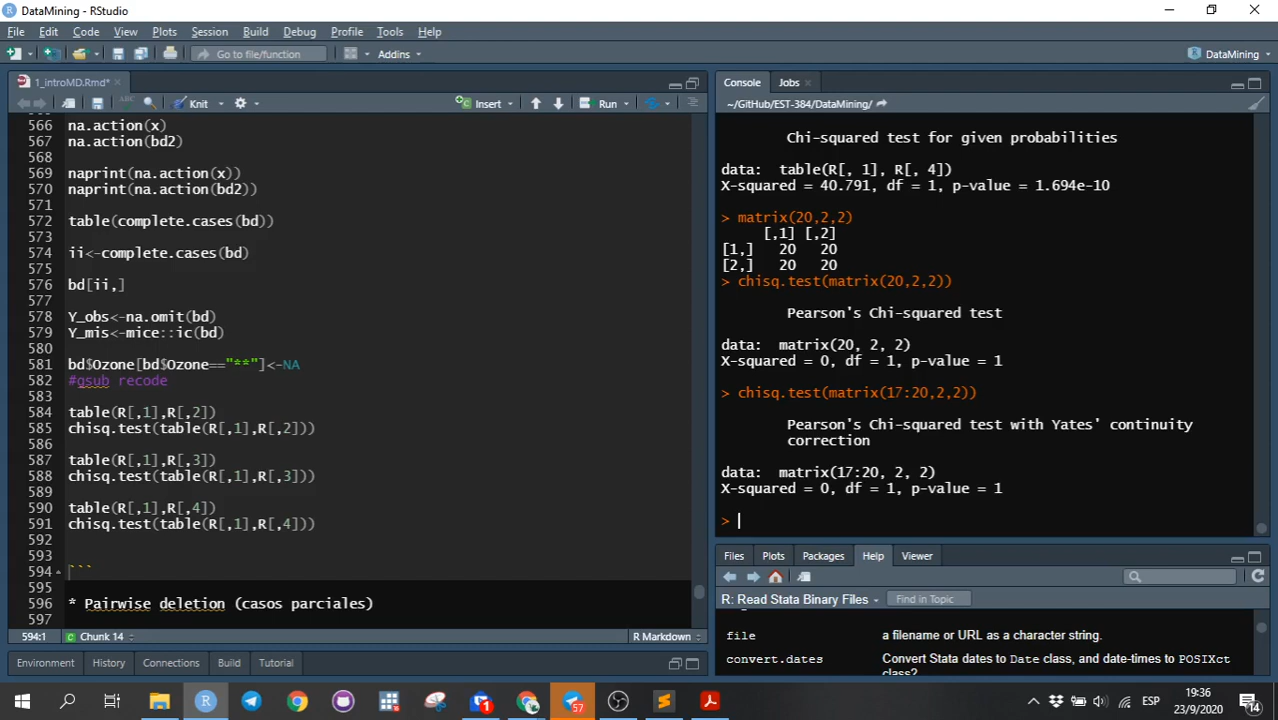 DataMining - RStudio
File Edit Code View Plots Session Build Debug Profile Tools Help
Go to file/function
Addins
DataMining
1_introMD.Rmd*
Knit
Insert
Run
566 na.action(x)
567 na.action(bd2)
568
569 naprint(na.action(x))
570 naprint(na.action(bd2))
571
572 table(complete.cases(bd))
573
574 ii<-complete.cases(bd)
575
576 bd[ii,]
577
578 Y_obs<-na.omit(bd)
579 Y_mis<-mice::ic(bd)
580
581 bd$Ozone[bd$Ozone=="**"]<-NA
582 #gsub recode
583
584 table(R[,1],R[,2])
585 chisq.test(table(R[,1],R[,2]))
586
587 table(R[,1],R[,3])
588 chisq.test(table(R[,1],R[,3]))
589
590 table(R[,1],R[,4])
591 chisq.test(table(R[,1],R[,4]))
592
593
594 ```
595
596 * Pairwise deletion (casos parciales)
597
594:1 Chunk 14 R Markdown
Environment History Connections Build Tutorial
Console Jobs
~/GitHub/EST-384/DataMining/
Chi-squared test for given probabilities
data: table(R[, 1], R[, 4])
X-squared = 40.791, df = 1, p-value = 1.694e-10
> matrix(20,2,2)
[,1] [,2]
[1,] 20 20
[2,] 20 20
> chisq.test(matrix(20,2,2))
Pearson's Chi-squared test
data: matrix(20, 2, 2)
X-squared = 0, df = 1, p-value = 1
> chisq.test(matrix(17:20,2,2))
Pearson's Chi-squared test with Yates' continuity
correction
data: matrix(17:20, 2, 2)
X-squared = 0, df = 1, p-value = 1
>
Files Plots Packages Help Viewer
R: Read Stata Binary Files Find in Topic
file a filename or URL as a character string.
convert.dates Convert Stata dates to Date class, and date-times to POSIXct
class?
57
ESP
19:36
23/9/2020
14